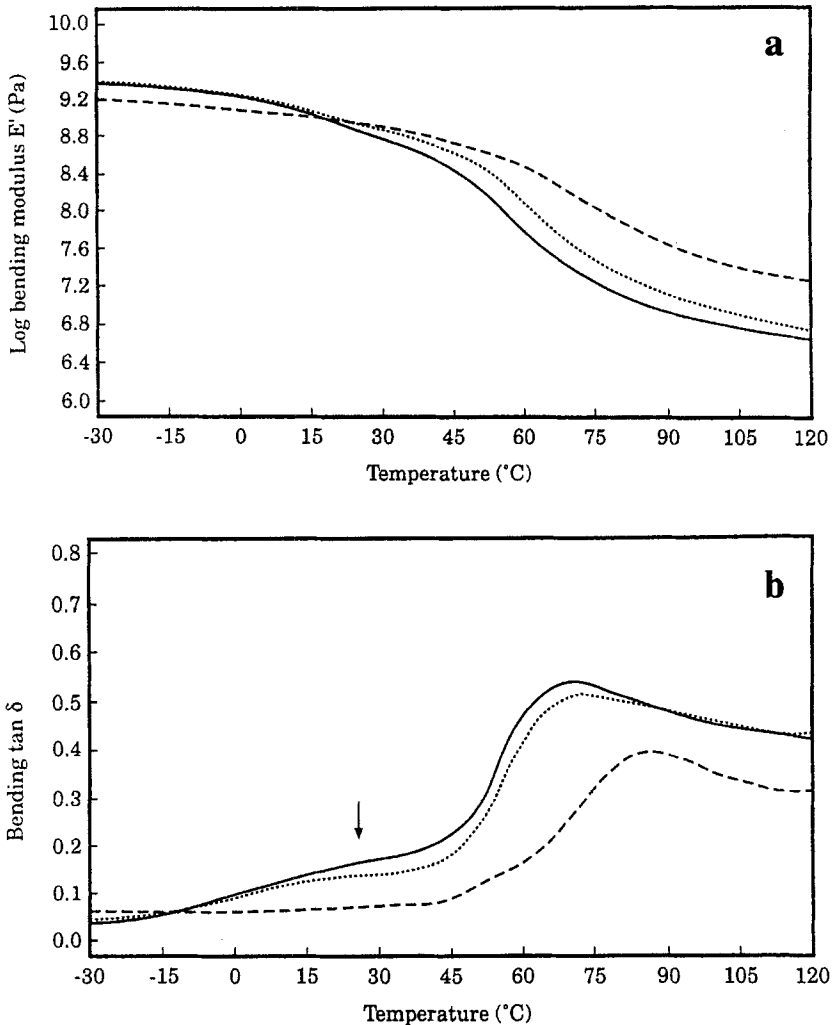 a
Log bending modulus E' (Pa)
10.0
9.6
9.2
8.8
8.4
8.0
7.6
7.2
6.8
6.4
6.0
-30 -15 0 15 30 45 60 75 90 105 120
Temperature (°C)
b
Bending tan δ
0.8
0.7
0.6
0.5
0.4
0.3
0.2
0.1
0.0
-30 -15 0 15 30 45 60 75 90 105 120
Temperature (°C)